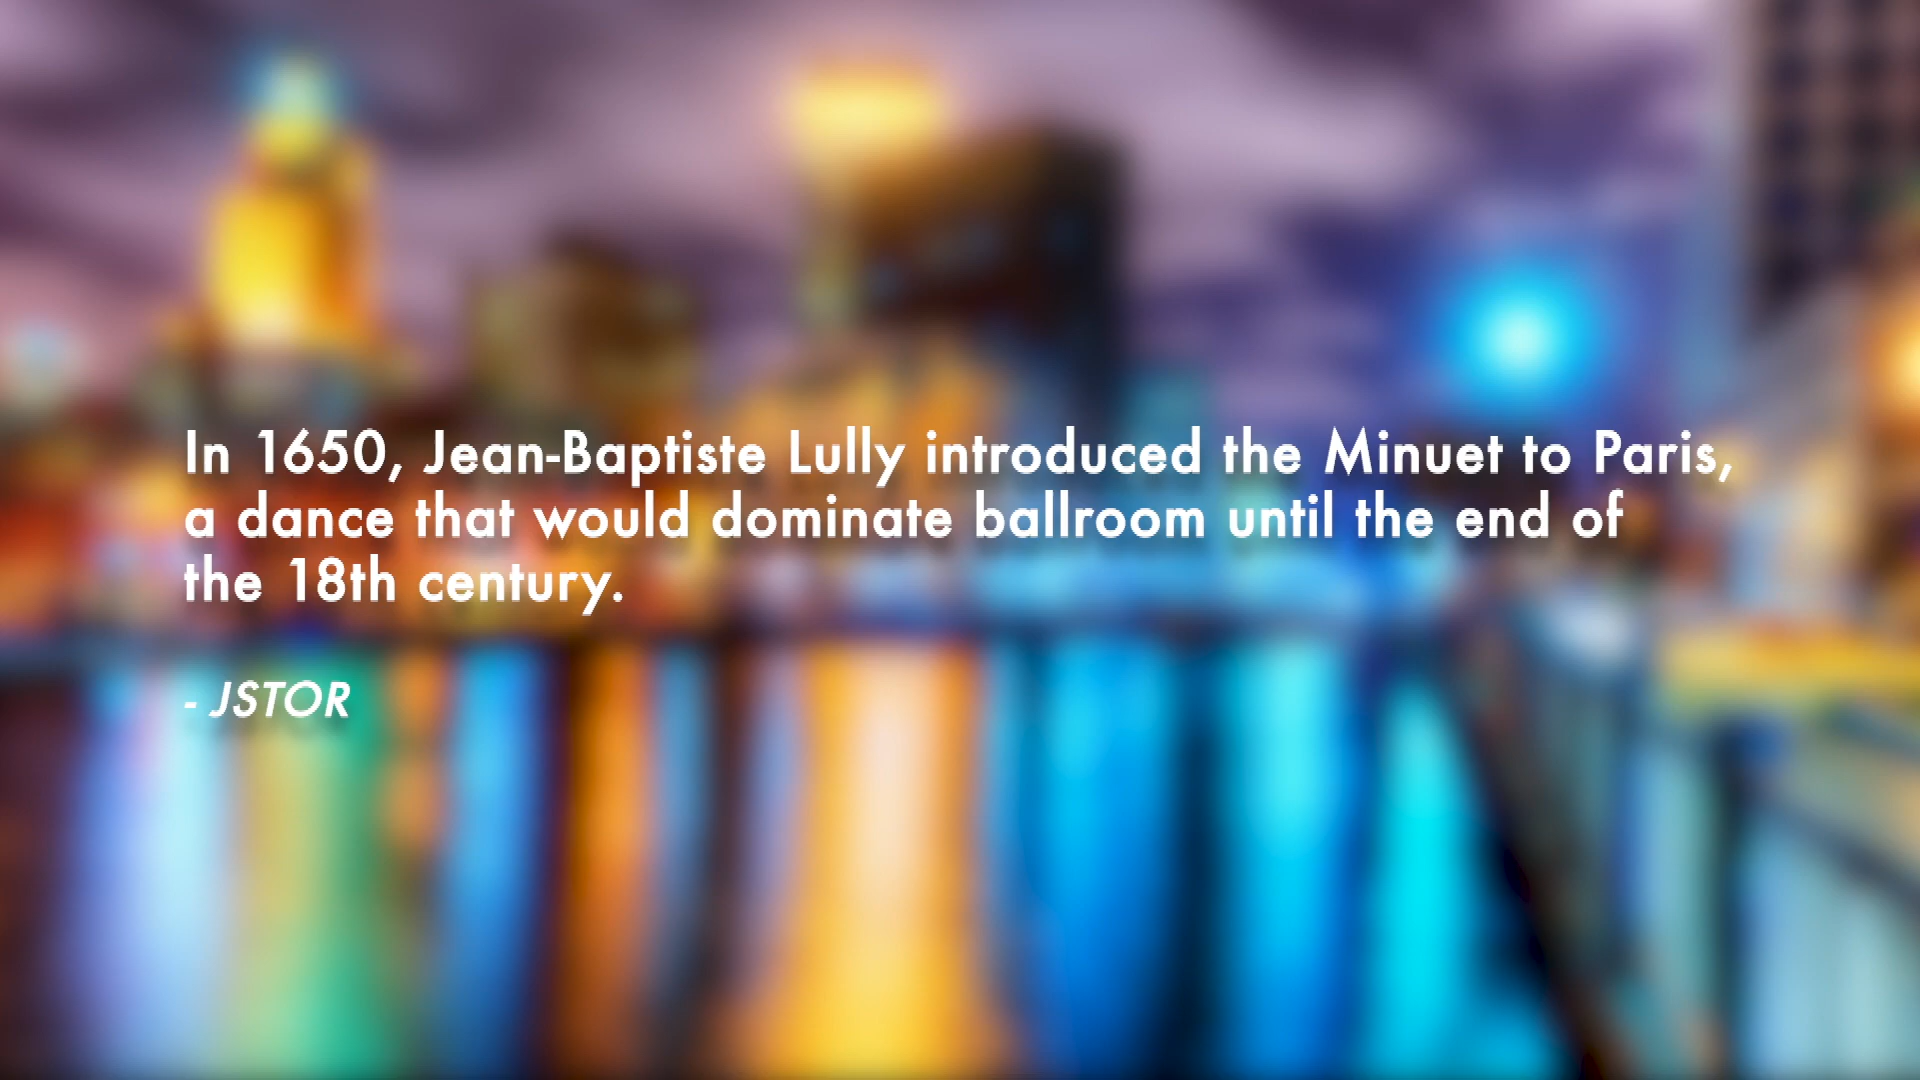 In 1650, Jean-Baptiste Lully introduced the Minuet to Paris,
a dance that would dominate ballroom until the end of
the 18th century.
- JSTOR